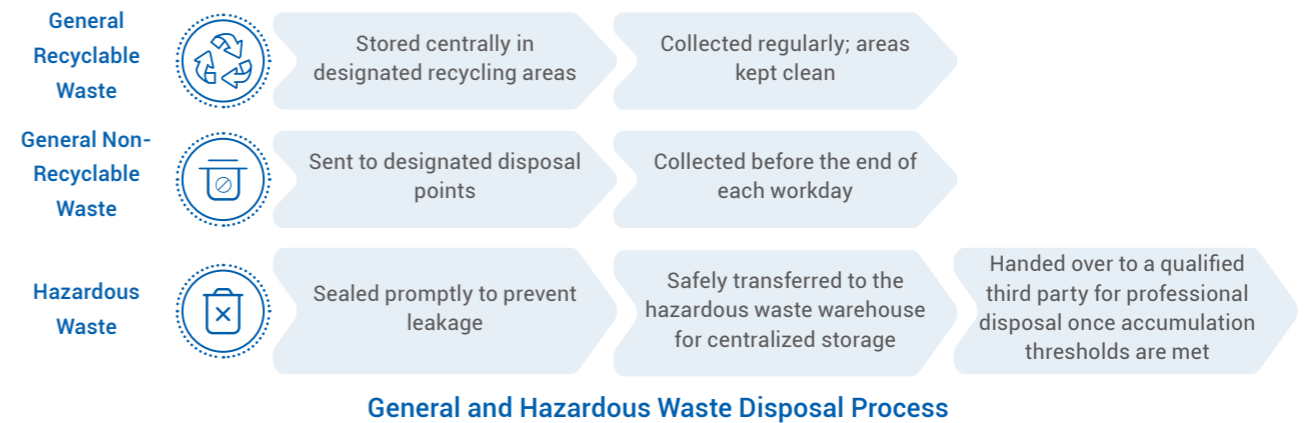 General
Recyclable
Waste
Stored centrally in
designated recycling areas
Collected regularly; areas
kept clean
General Non-
Recyclable
Waste
Sent to designated disposal
points
Collected before the end of
each workday
Hazardous
Waste
Sealed promptly to prevent
leakage
Safely transferred to the
hazardous waste warehouse
for centralized storage
Handed over to a qualified
third party for professional
disposal once accumulation
thresholds are met
General and Hazardous Waste Disposal Process